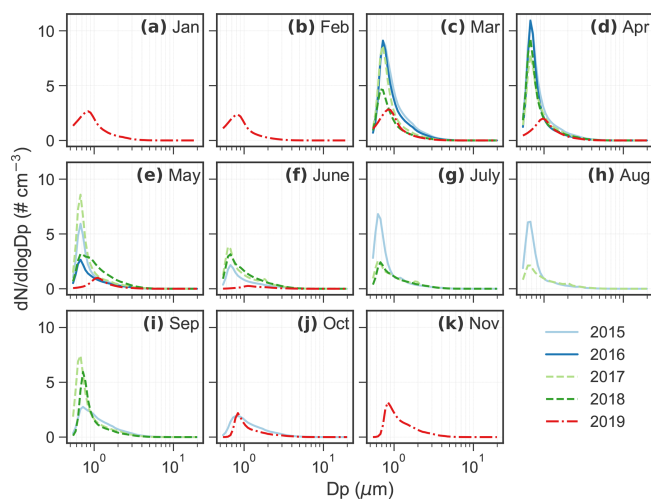 (a) Jan
(b) Feb
(c) Mar
(d) Apr
10
5
0
(e) May
(f) June
(g) July
(h) Aug
10
5
0
(i) Sep
(j) Oct
(k) Nov
10
5
0
dN/dlogDp (# cm⁻³)
2015
2016
2017
2018
2019
10⁰ 10¹
10⁰ 10¹
10⁰ 10¹
10⁰ 10¹
Dp (μm)